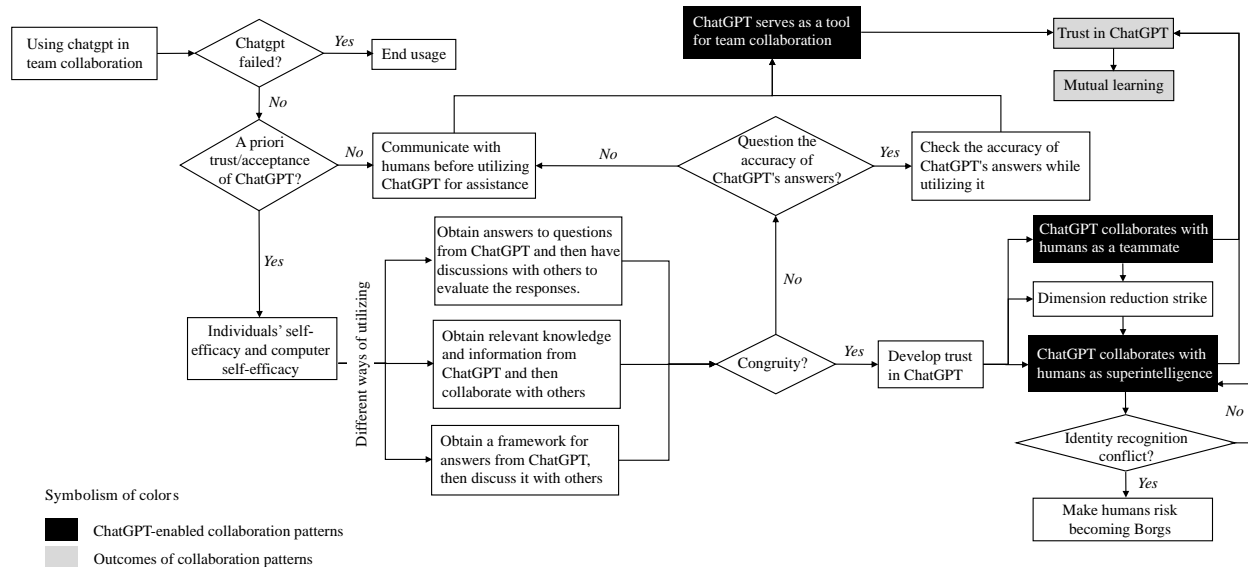 Using chatgpt in
team collaboration
Chatgpt
failed?
Yes
End usage
No
ChatGPT serves as a tool
for team collaboration
Trust in ChatGPT
Mutual learning
A priori
trust/acceptance
of ChatGPT?
No
Communicate with
humans before utilizing
ChatGPT for assistance
No
Question the
accuracy of
ChatGPT's answers?
Yes
Check the accuracy of
ChatGPT's answers while
utilizing it
Yes
Individuals' self-
efficacy and computer
self-efficacy
Different ways of utilizing
Obtain answers to questions
from ChatGPT and then have
discussions with others to
evaluate the responses.
Obtain relevant knowledge
and information from
ChatGPT and then
collaborate with others
Obtain a framework for
answers from ChatGPT,
then discuss it with others
No
Congruity?
Yes
Develop trust
in ChatGPT
ChatGPT collaborates with
humans as a teammate
Dimension reduction strike
ChatGPT collaborates with
humans as superintelligence
No
Identity recognition
conflict?
Yes
Make humans risk
becoming Borgs
Symbolism of colors
ChatGPT-enabled collaboration patterns
Outcomes of collaboration patterns